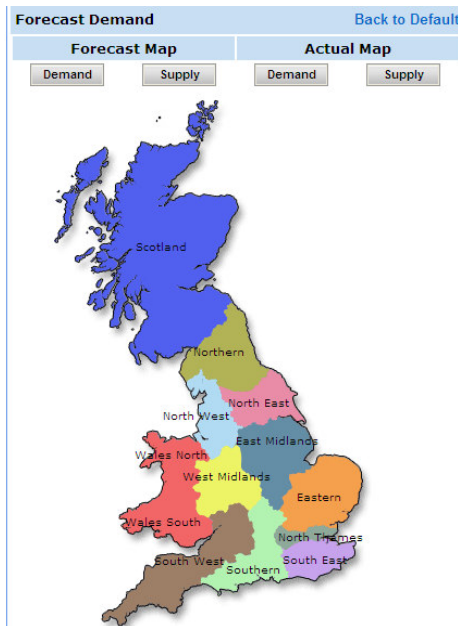 Forecast Demand Back to Default
Forecast Map Actual Map
Demand Supply Demand Supply
Scotland
Northern
North East
North West
East Midlands
Wales North
West Midlands
Eastern
Wales South
North Thames
South West
South East
Southern